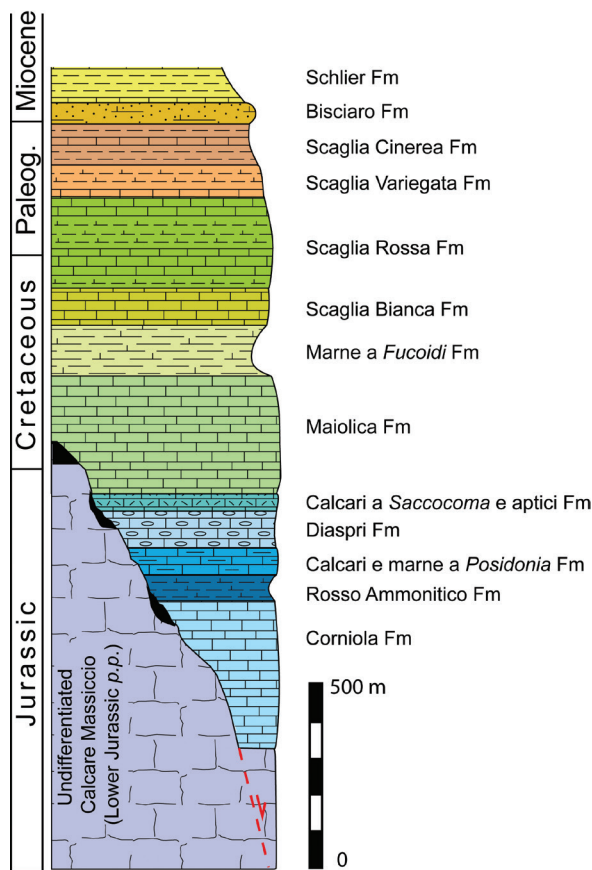 Miocene
Paleog.
Cretaceous
Jurassic
Schlier Fm
Bisciaro Fm
Scaglia Cinerea Fm
Scaglia Variegata Fm
Scaglia Rossa Fm
Scaglia Bianca Fm
Marne a Fucoidi Fm
Maiolica Fm
Calcari a Saccocoma e aptici Fm
Diaspri Fm
Calcari e marne a Posidonia Fm
Rosso Ammonitico Fm
Corniola Fm
Undifferentiated
Calcare Massiccio
(Lower Jurassic p.p.)
500 m
0